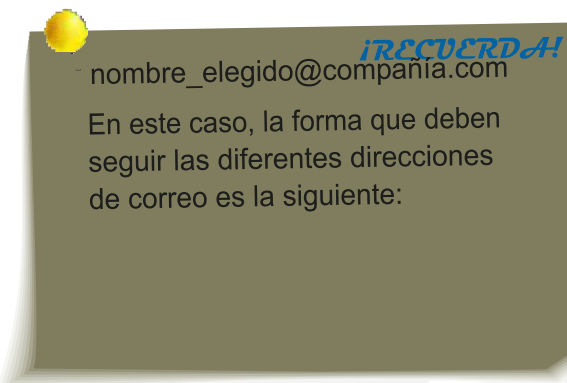 ¡RECUERDA!
nombre_elegido@compañía.com
En este caso, la forma que deben
seguir las diferentes direcciones
de correo es la siguiente: